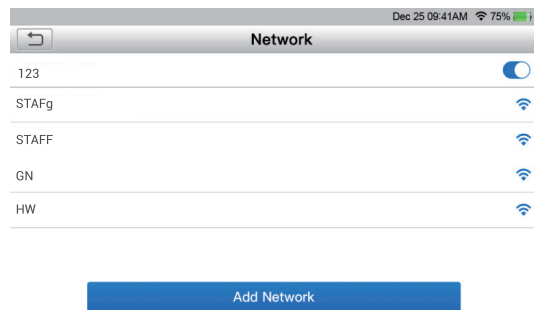 Dec 25 09:41AM 75%
Network
123
STAFg
STAFF
GN
HW
Add Network